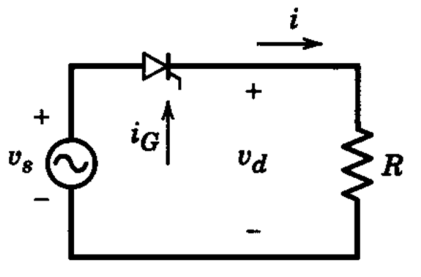 i
+ +
v_s i_G v_d R
− −